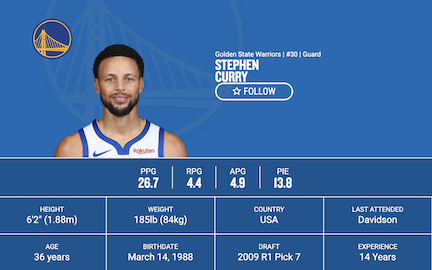 Golden State Warriors | #30 | Guard
STEPHEN
CURRY
FOLLOW
Rakuten
PPG RPG APG PIE
26.7 4.4 4.9 13.8
HEIGHT WEIGHT COUNTRY LAST ATTENDED
6'2" (1.88m) 185lb (84kg) USA Davidson
AGE BIRTHDATE DRAFT EXPERIENCE
36 years March 14, 1988 2009 R1 Pick 7 14 Years